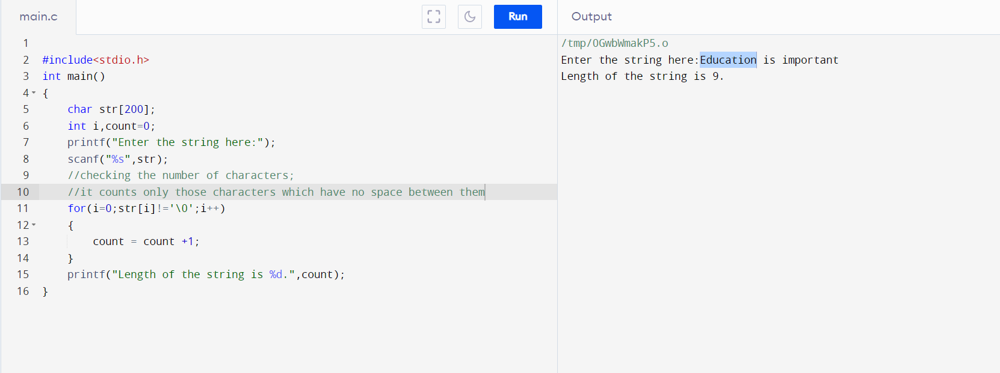 main.c
Run
Output
1
2 #include<stdio.h>
3 int main()
4 {
5 char str[200];
6 int i,count=0;
7 printf("Enter the string here:");
8 scanf("%s",str);
9 //checking the number of characters;
10 //it counts only those characters which have no space between them
11 for(i=0;str[i]!='\0';i++)
12 {
13 count = count +1;
14 }
15 printf("Length of the string is %d.",count);
16 }
/tmp/0GwbWmakP5.o
Enter the string here:Education is important
Length of the string is 9.